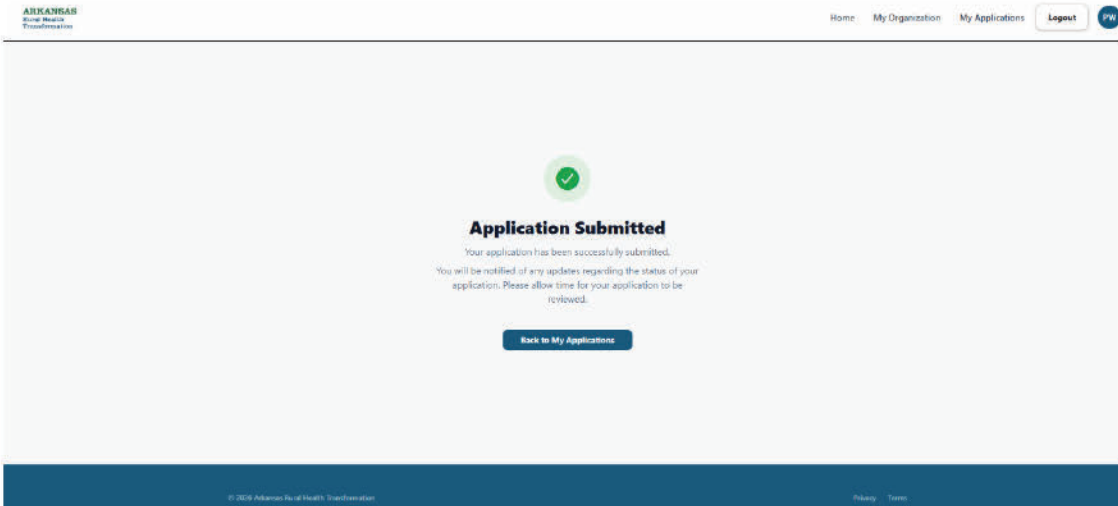 ARKANSAS
Rural Health
Transformation
Home My Organization My Applications Logout PW
Application Submitted
Your application has been successfully submitted.
You will be notified of any updates regarding the status of your
application. Please allow time for your application to be
reviewed.
Back to My Applications
© 2026 Arkansas Rural Health Transformation
Privacy Terms